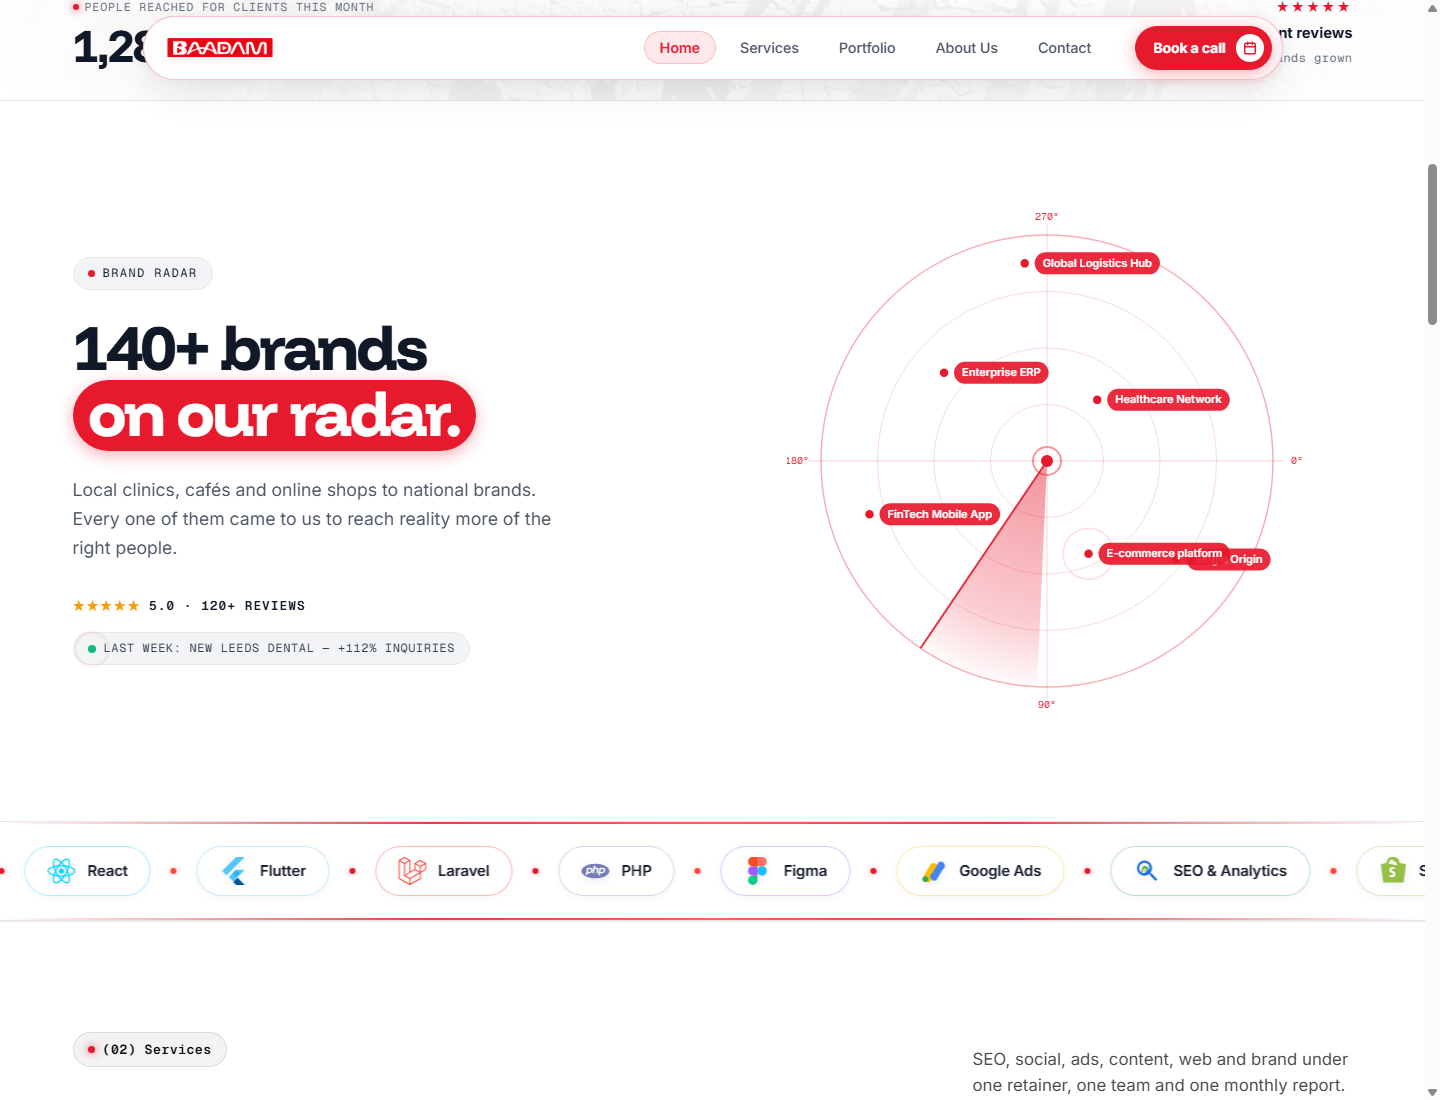 PEOPLE REACHED FOR CLIENTS THIS MONTH
★★★★★
1,28
BAADAM
Home
Services
Portfolio
About Us
Contact
Book a call
nt reviews
nds grown
BRAND RADAR
140+ brands
on our radar.
Local clinics, cafés and online shops to national brands.
Every one of them came to us to reach reality more of the
right people.
★★★★★ 5.0 · 120+ REVIEWS
LAST WEEK: NEW LEEDS DENTAL — +112% INQUIRIES
270°
Global Logistics Hub
Enterprise ERP
Healthcare Network
180°
0°
FinTech Mobile App
E-commerce platform
Origin
90°
React
Flutter
Laravel
php
PHP
Figma
Google Ads
SEO & Analytics
S
(02) Services
SEO, social, ads, content, web and brand under
one retainer, one team and one monthly report.